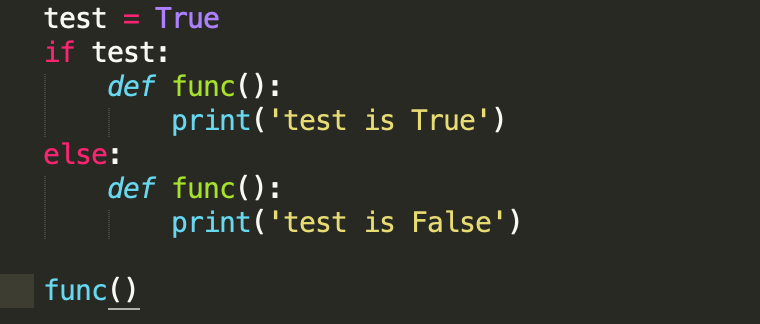 test = True
if test:
    def func():
        print('test is True')
else:
    def func():
        print('test is False')

func()